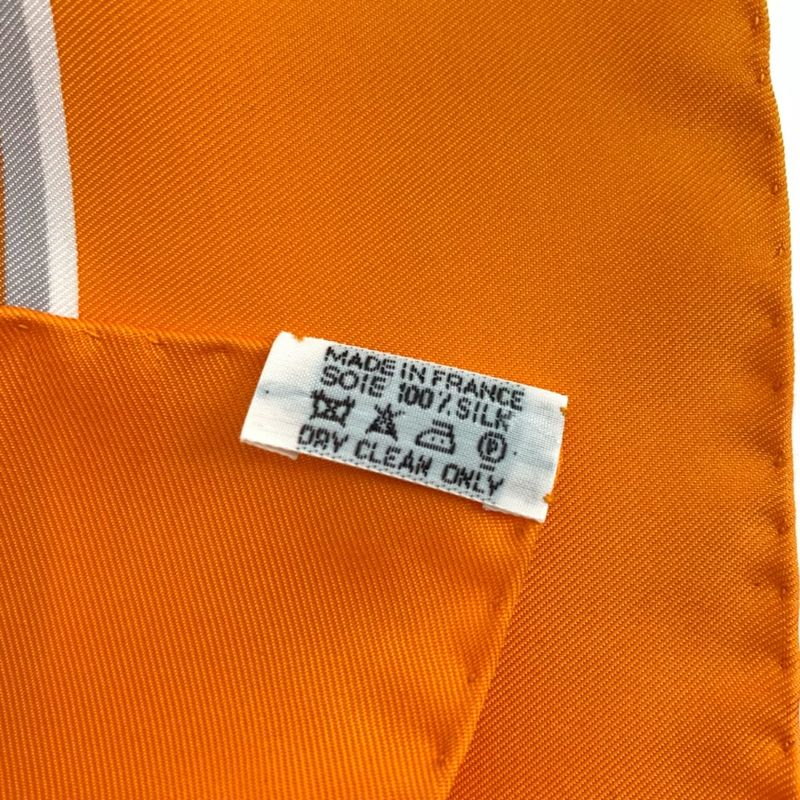 MADE IN FRANCE
SOIE 100% SILK
P
DRY CLEAN ONLY